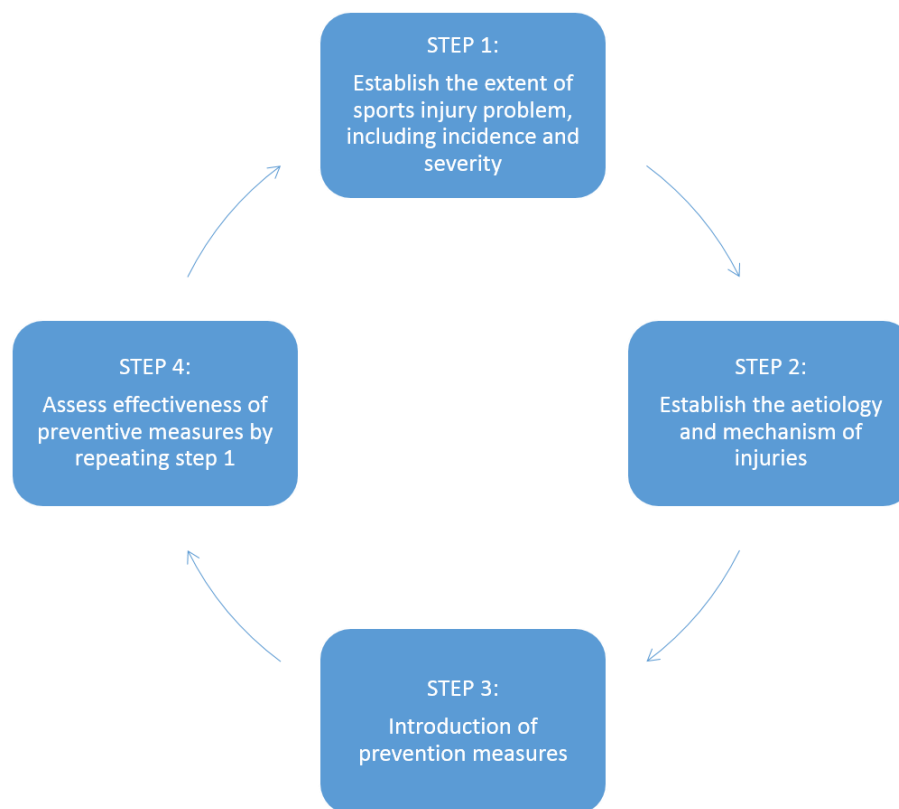 STEP 1:
Establish the extent of
sports injury problem,
including incidence and
severity
STEP 2:
Establish the aetiology
and mechanism of
injuries
STEP 3:
Introduction of
prevention measures
STEP 4:
Assess effectiveness of
preventive measures by
repeating step 1